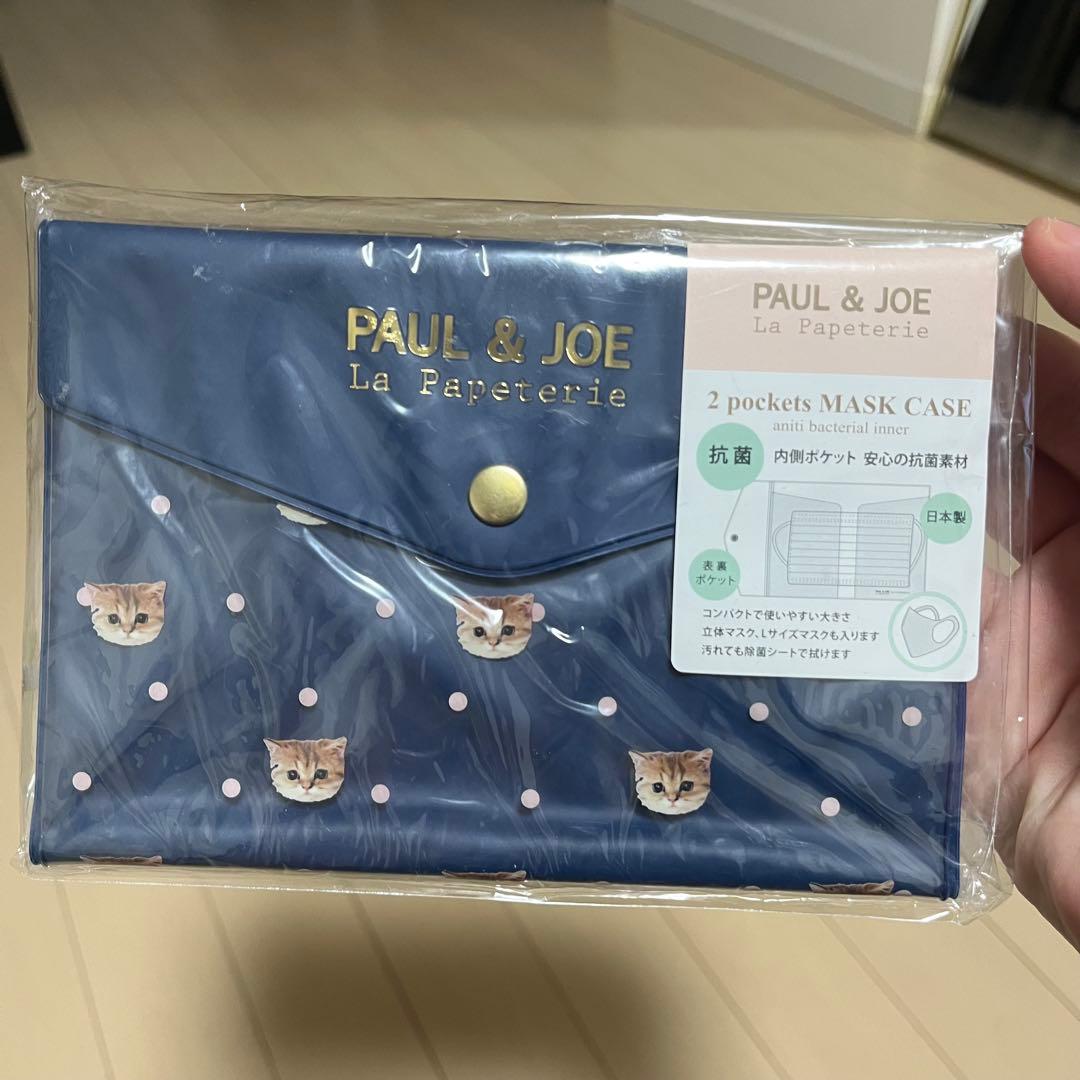 PAUL & JOE
La Papeterie
PAUL & JOE
La Papeterie
2 pockets MASK CASE
aniti bacterial inner
抗菌
内側ポケット 安心の抗菌素材
日本製
表裏
ポケット
コンパクトで使いやすい大きさ
立体マスク、Lサイズマスクも入ります
汚れても除菌シートで拭けます